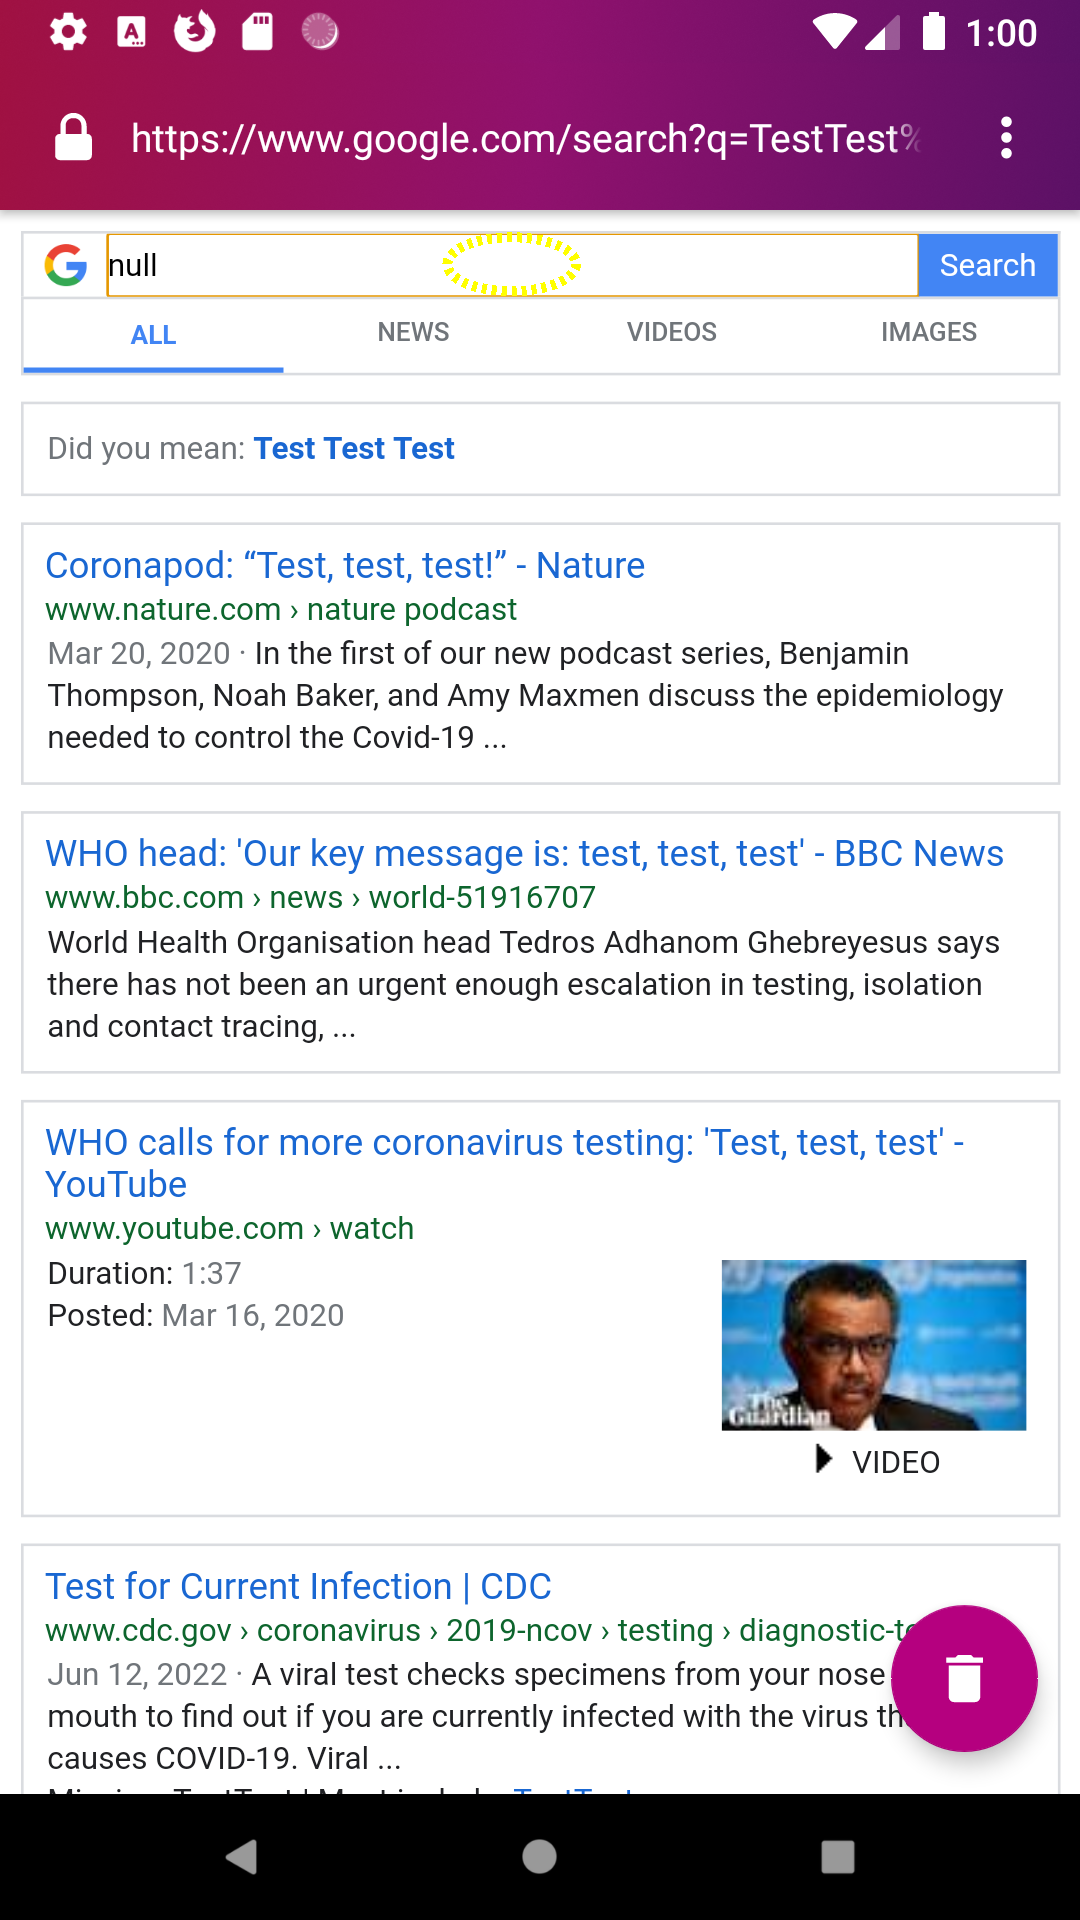 1:00
https://www.google.com/search?q=TestTest%
null
Search
ALL NEWS VIDEOS IMAGES
Did you mean: Test Test Test
Coronapod: “Test, test, test!” - Nature
www.nature.com › nature podcast
Mar 20, 2020 · In the first of our new podcast series, Benjamin
Thompson, Noah Baker, and Amy Maxmen discuss the epidemiology
needed to control the Covid-19 ...
WHO head: 'Our key message is: test, test, test' - BBC News
www.bbc.com › news › world-51916707
World Health Organisation head Tedros Adhanom Ghebreyesus says
there has not been an urgent enough escalation in testing, isolation
and contact tracing, ...
WHO calls for more coronavirus testing: 'Test, test, test' -
YouTube
www.youtube.com › watch
Duration: 1:37
Posted: Mar 16, 2020
The
Guardian
VIDEO
Test for Current Infection | CDC
www.cdc.gov › coronavirus › 2019-ncov › testing › diagnostic-te
Jun 12, 2022 · A viral test checks specimens from your nose
mouth to find out if you are currently infected with the virus th
causes COVID-19. Viral ...